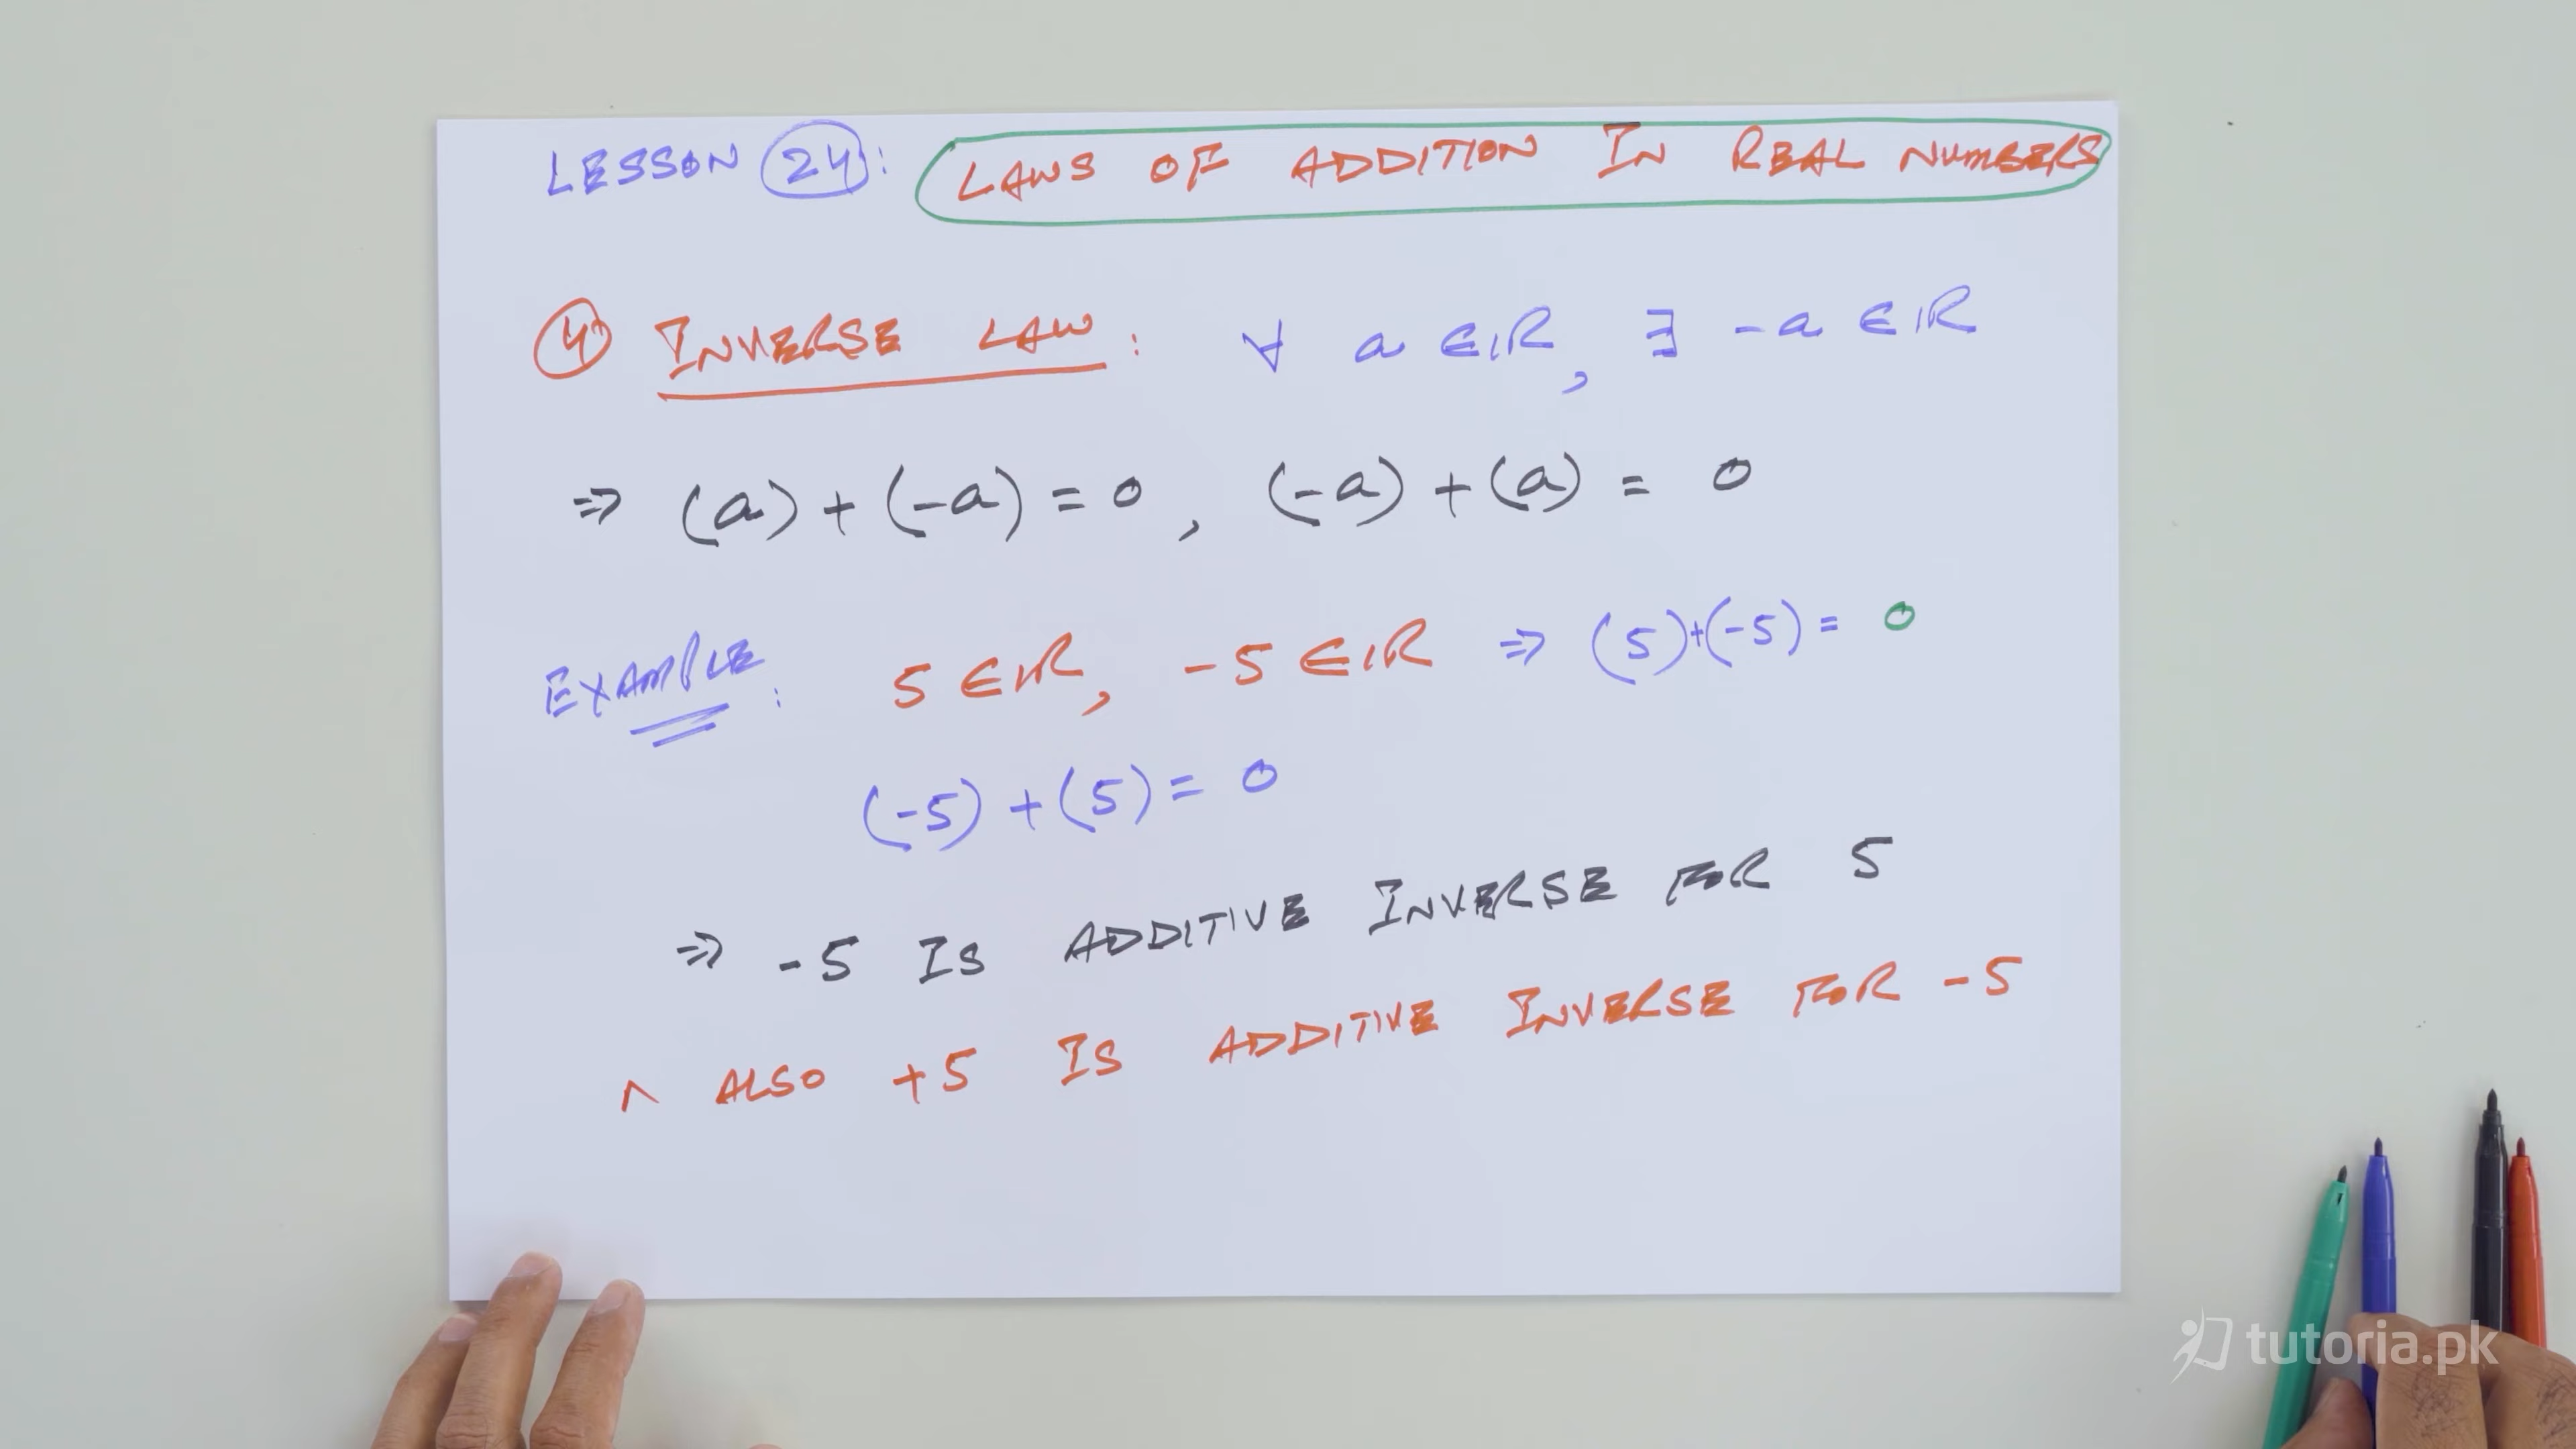 LESSON 24: LAWS OF ADDITION IN REAL NUMBERS
4 INVERSE LAW: ∀ a ∈ ℝ, ∃ -a ∈ ℝ
⇒ (a) + (-a) = 0, (-a) + (a) = 0
EXAMPLE: 5 ∈ ℝ, -5 ∈ ℝ ⇒ (5)+(-5) = 0
(-5) + (5) = 0
⇒ -5 IS ADDITIVE INVERSE FOR 5
∧ ALSO +5 IS ADDITIVE INVERSE FOR -5
tutoria.pk